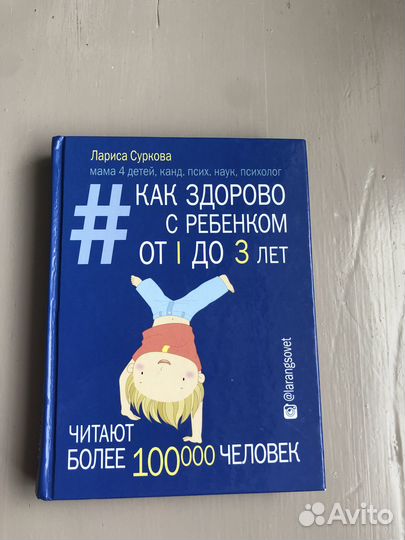 Лариса Суркова
мама 4 детей, канд. псих. наук, психолог
# КАК ЗДОРОВО
С РЕБЕНКОМ
ОТ 1 ДО 3 ЛЕТ
@larangsovet
ЧИТАЮТ
БОЛЕЕ 100000 ЧЕЛОВЕК
Avito